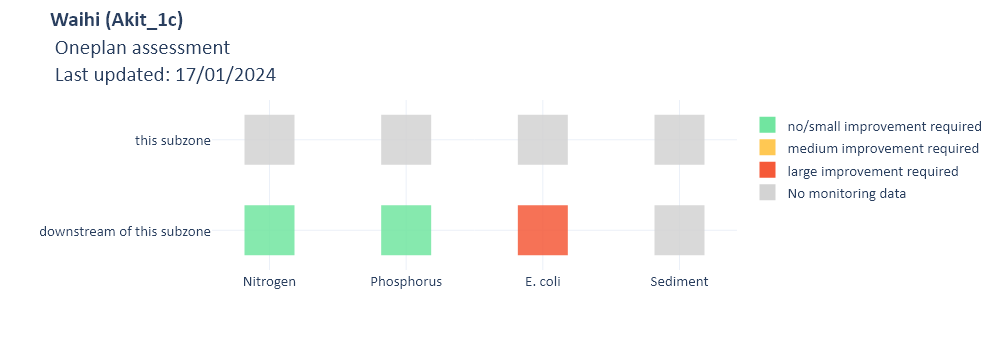 Waihi (Akit_1c)
Oneplan assessment
Last updated: 17/01/2024
this subzone
downstream of this subzone
Nitrogen
Phosphorus
E. coli
Sediment
no/small improvement required
medium improvement required
large improvement required
No monitoring data